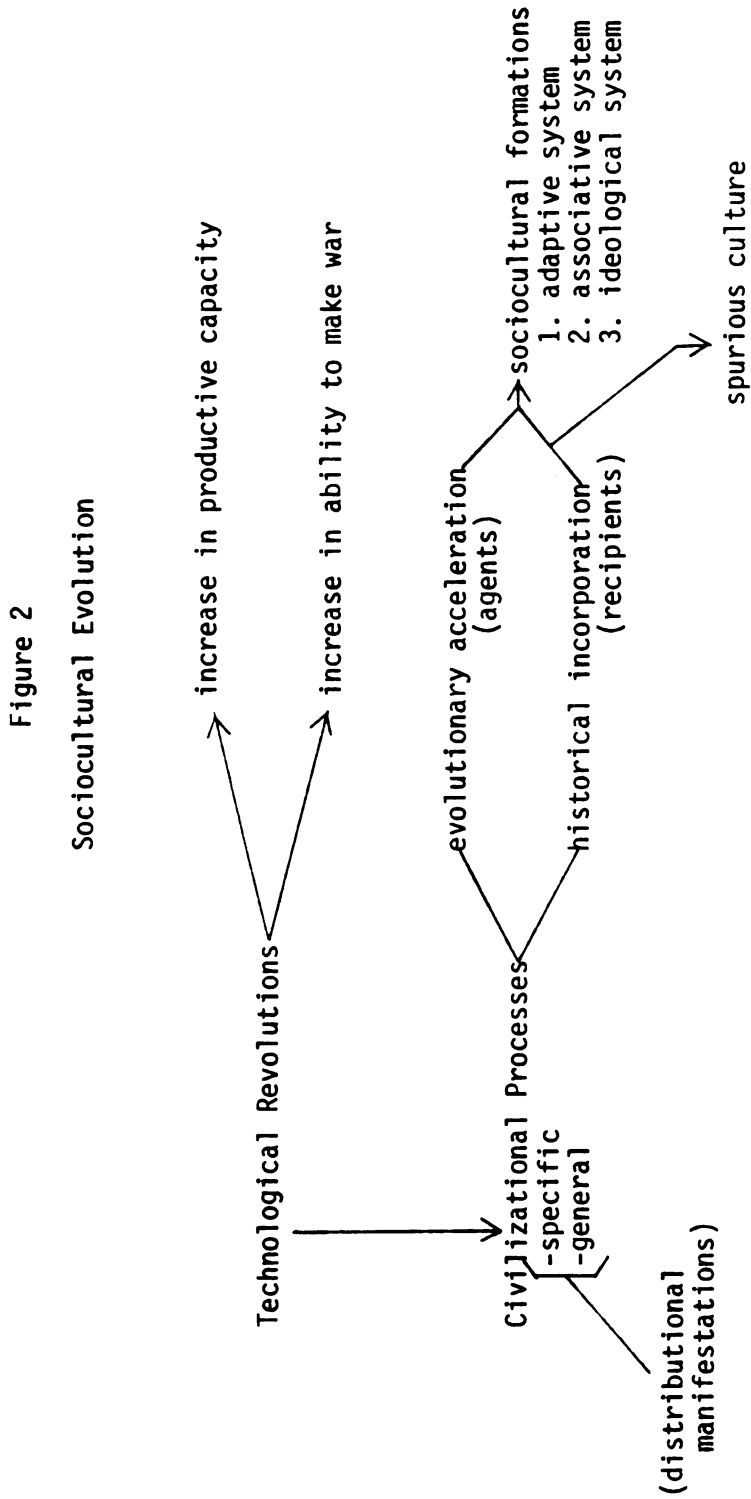 Figure 2
Sociocultural Evolution
increase in productive capacity
Technological Revolutions
increase in ability to make war
evolutionary acceleration
(agents)
Civilizational Processes
-specific
-general
sociocultural formations
1. adaptive system
2. associative system
3. ideological system
historical incorporation
(recipients)
(distributional
manifestations)
spurious culture